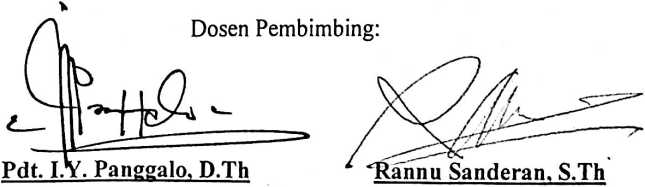 Dosen Pembimbing:
Pdt. I.Y. Panggalo, D.Th
Rannu Sanderan, S.Th